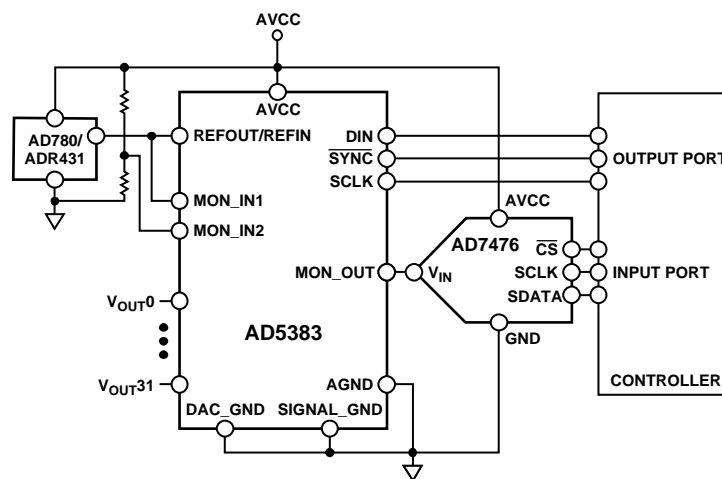 AVCC
AVCC
AD780/
ADR431
REFOUT/REFIN
MON_IN1
MON_IN2
VOUT0
VOUT31
AD5383
DAC_GND
SIGNAL_GND
AGND
MON_OUT
DIN
SYNC
SCLK
AVCC
AD7476
VIN
GND
CS
SCLK
SDATA
OUTPUT PORT
INPUT PORT
CONTROLLER